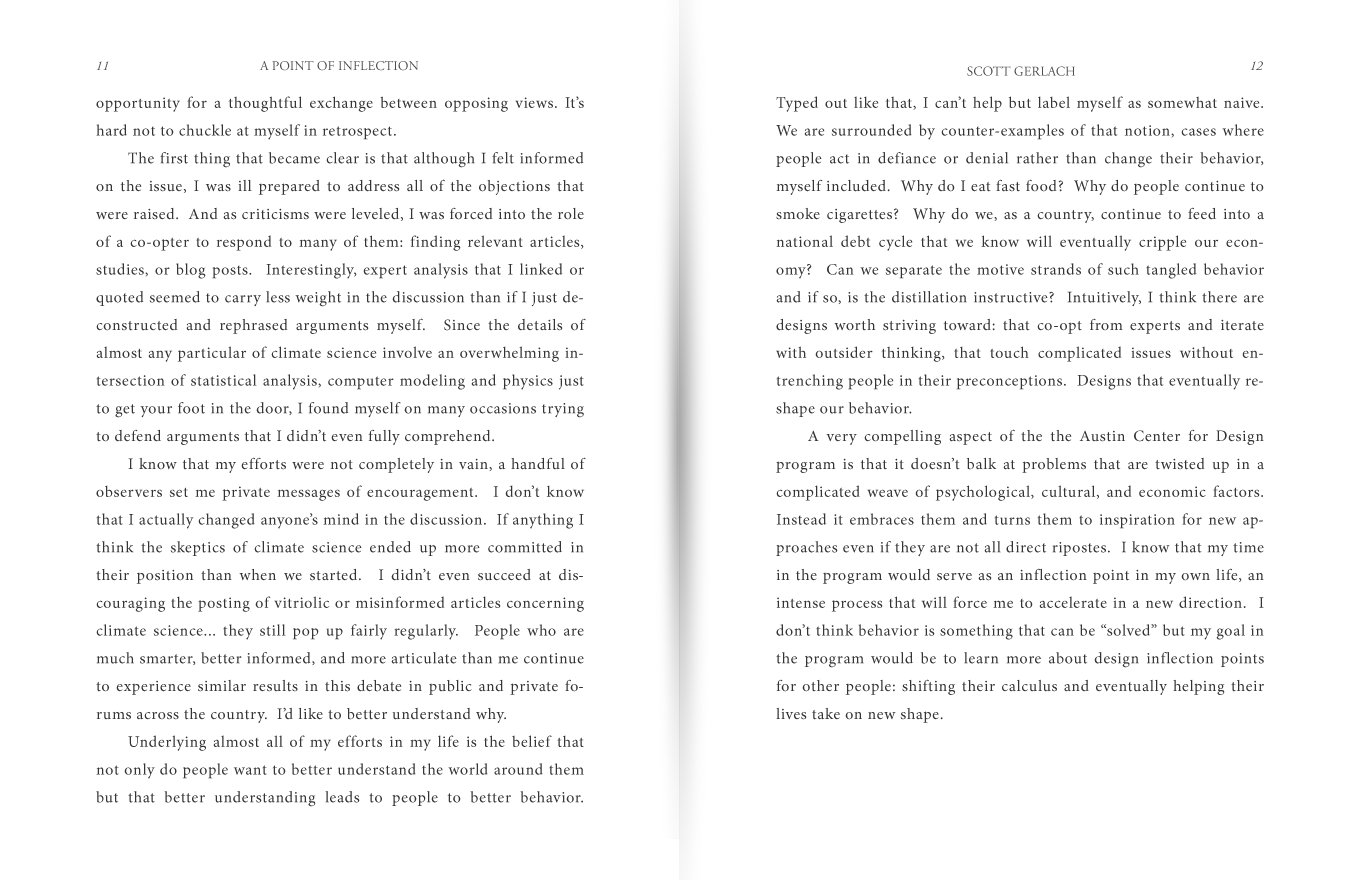 11
A POINT OF INFLECTION
opportunity for a thoughtful exchange between opposing views. It’s
hard not to chuckle at myself in retrospect.
The first thing that became clear is that although I felt informed
on the issue, I was ill prepared to address all of the objections that
were raised. And as criticisms were leveled, I was forced into the role
of a co-opter to respond to many of them: finding relevant articles,
studies, or blog posts. Interestingly, expert analysis that I linked or
quoted seemed to carry less weight in the discussion than if I just de-
constructed and rephrased arguments myself. Since the details of
almost any particular of climate science involve an overwhelming in-
tersection of statistical analysis, computer modeling and physics just
to get your foot in the door, I found myself on many occasions trying
to defend arguments that I didn’t even fully comprehend.
I know that my efforts were not completely in vain, a handful of
observers set me private messages of encouragement. I don’t know
that I actually changed anyone’s mind in the discussion. If anything I
think the skeptics of climate science ended up more committed in
their position than when we started. I didn’t even succeed at dis-
couraging the posting of vitriolic or misinformed articles concerning
climate science... they still pop up fairly regularly. People who are
much smarter, better informed, and more articulate than me continue
to experience similar results in this debate in public and private fo-
rums across the country. I’d like to better understand why.
Underlying almost all of my efforts in my life is the belief that
not only do people want to better understand the world around them
but that better understanding leads to people to better behavior.
SCOTT GERLACH
12
Typed out like that, I can’t help but label myself as somewhat naive.
We are surrounded by counter-examples of that notion, cases where
people act in defiance or denial rather than change their behavior,
myself included. Why do I eat fast food? Why do people continue to
smoke cigarettes? Why do we, as a country, continue to feed into a
national debt cycle that we know will eventually cripple our econ-
omy? Can we separate the motive strands of such tangled behavior
and if so, is the distillation instructive? Intuitively, I think there are
designs worth striving toward: that co-opt from experts and iterate
with outsider thinking, that touch complicated issues without en-
trenching people in their preconceptions. Designs that eventually re-
shape our behavior.
A very compelling aspect of the the Austin Center for Design
program is that it doesn’t balk at problems that are twisted up in a
complicated weave of psychological, cultural, and economic factors.
Instead it embraces them and turns them to inspiration for new ap-
proaches even if they are not all direct ripostes. I know that my time
in the program would serve as an inflection point in my own life, an
intense process that will force me to accelerate in a new direction. I
don’t think behavior is something that can be “solved” but my goal in
the program would be to learn more about design inflection points
for other people: shifting their calculus and eventually helping their
lives take on new shape.